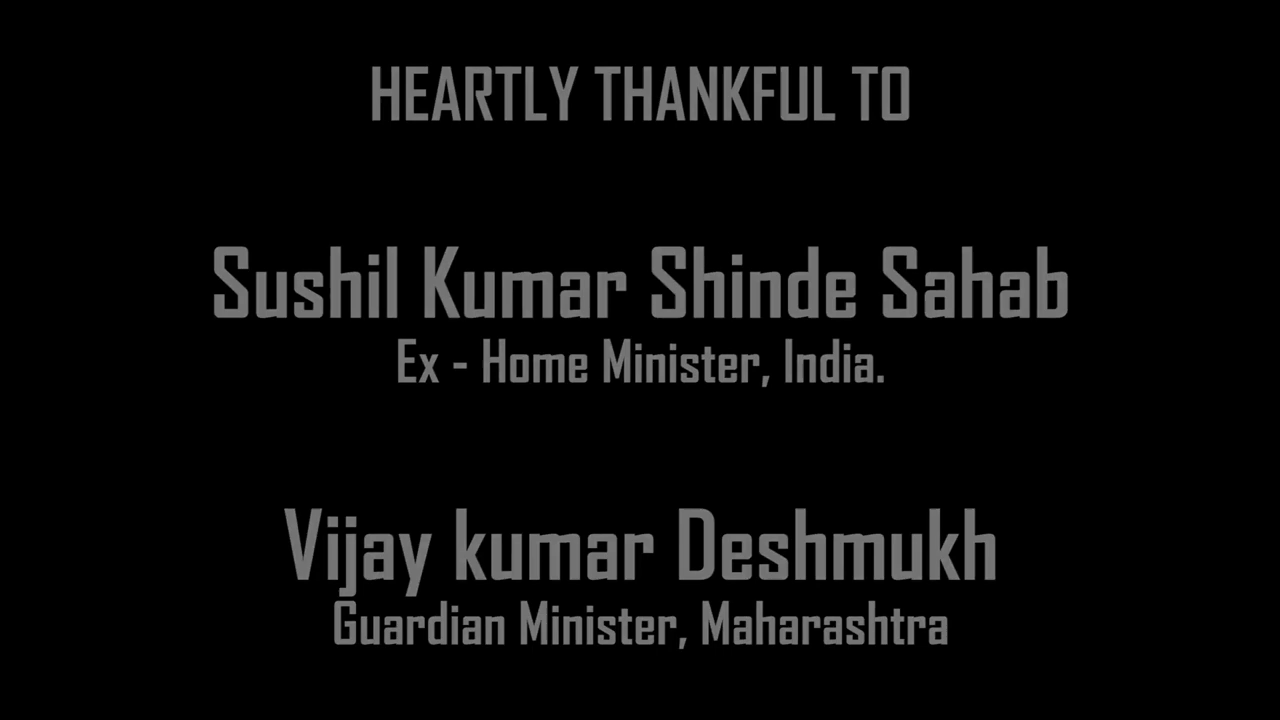 HEARTLY THANKFUL TO
Sushil Kumar Shinde Sahab
Ex - Home Minister, India.
Vijay kumar Deshmukh
Guardian Minister, Maharashtra